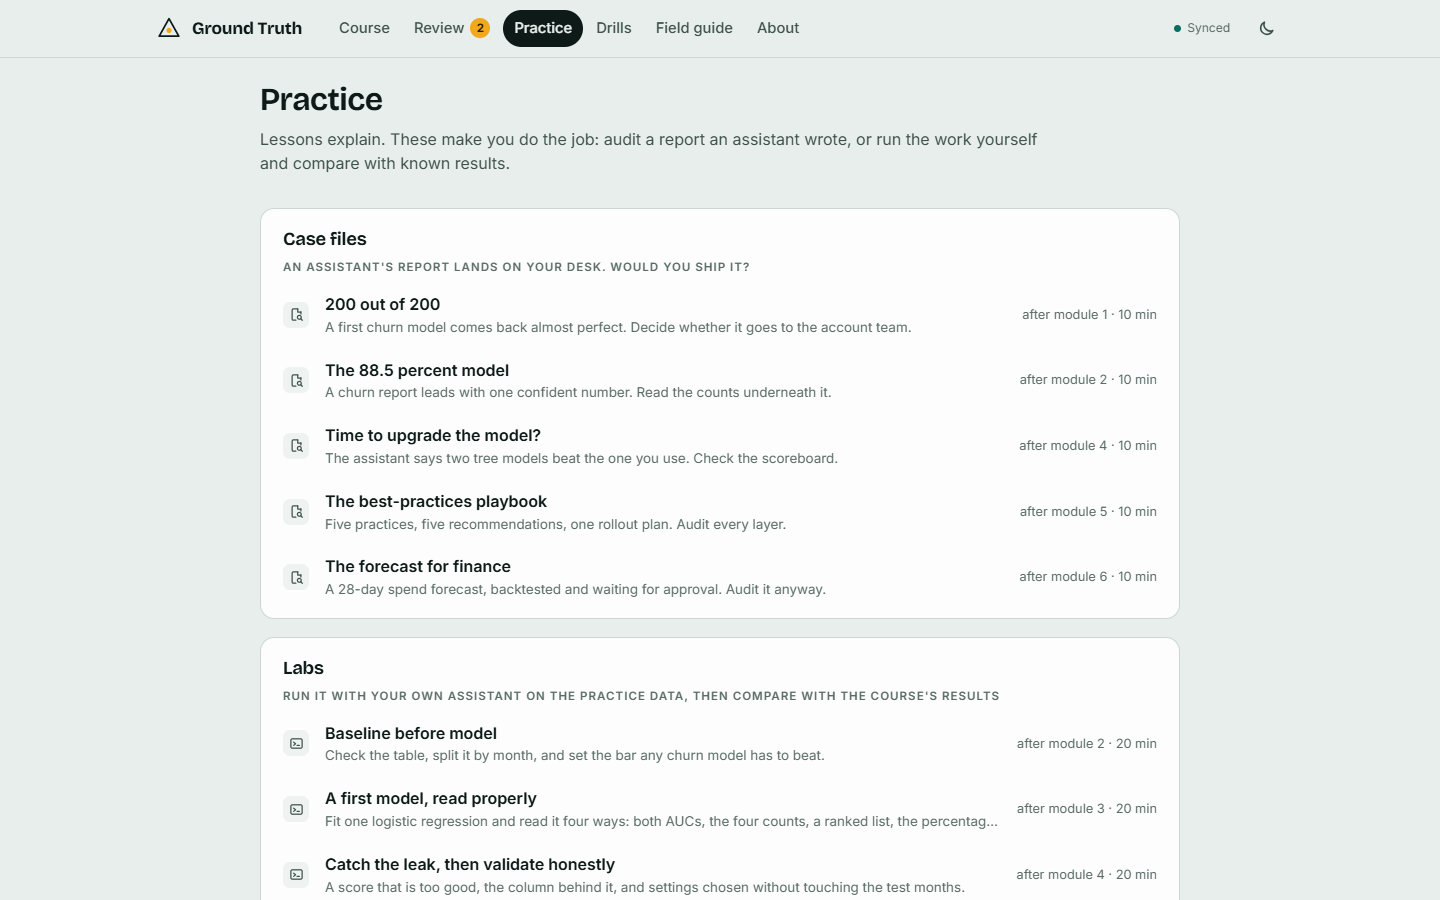 Ground Truth
Course
Review 2
Practice
Drills
Field guide
About
Synced
Practice
Lessons explain. These make you do the job: audit a report an assistant wrote, or run the work yourself
and compare with known results.
Case files
AN ASSISTANT'S REPORT LANDS ON YOUR DESK. WOULD YOU SHIP IT?
200 out of 200
A first churn model comes back almost perfect. Decide whether it goes to the account team.
after module 1 · 10 min
The 88.5 percent model
A churn report leads with one confident number. Read the counts underneath it.
after module 2 · 10 min
Time to upgrade the model?
The assistant says two tree models beat the one you use. Check the scoreboard.
after module 4 · 10 min
The best-practices playbook
Five practices, five recommendations, one rollout plan. Audit every layer.
after module 5 · 10 min
The forecast for finance
A 28-day spend forecast, backtested and waiting for approval. Audit it anyway.
after module 6 · 10 min
Labs
RUN IT WITH YOUR OWN ASSISTANT ON THE PRACTICE DATA, THEN COMPARE WITH THE COURSE'S RESULTS
Baseline before model
Check the table, split it by month, and set the bar any churn model has to beat.
after module 2 · 20 min
A first model, read properly
Fit one logistic regression and read it four ways: both AUCs, the four counts, a ranked list, the percentag...
after module 3 · 20 min
Catch the leak, then validate honestly
A score that is too good, the column behind it, and settings chosen without touching the test months.
after module 4 · 20 min